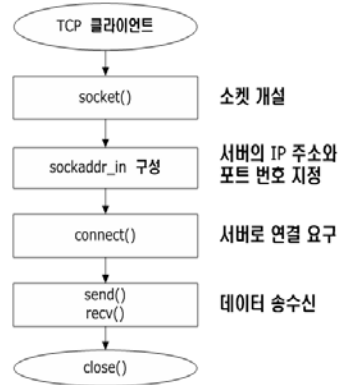 TCP 클라이언트
socket()
소켓 개설
sockaddr_in 구성
서버의 IP 주소와
포트 번호 지정
connect()
서버로 연결 요구
send()
recv()
데이터 송수신
close()